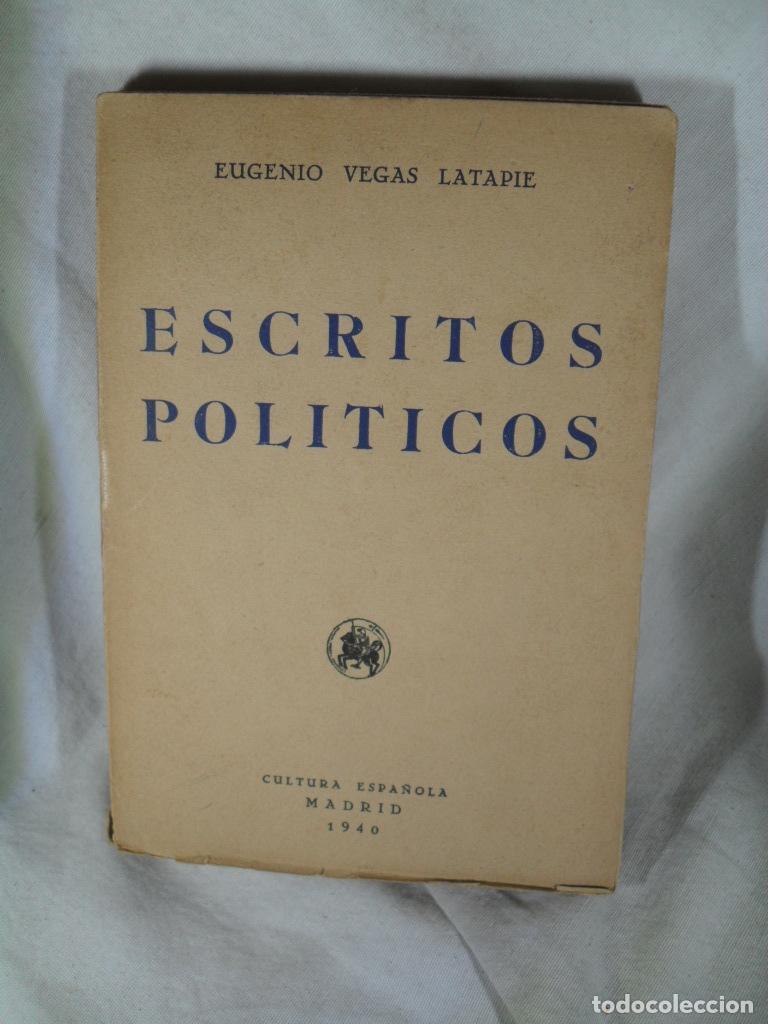 EUGENIO VEGAS LATAPIE
ESCRITOS
POLITICOS
CULTURA ESPAÑOLA
MADRID
1940
todocoleccion